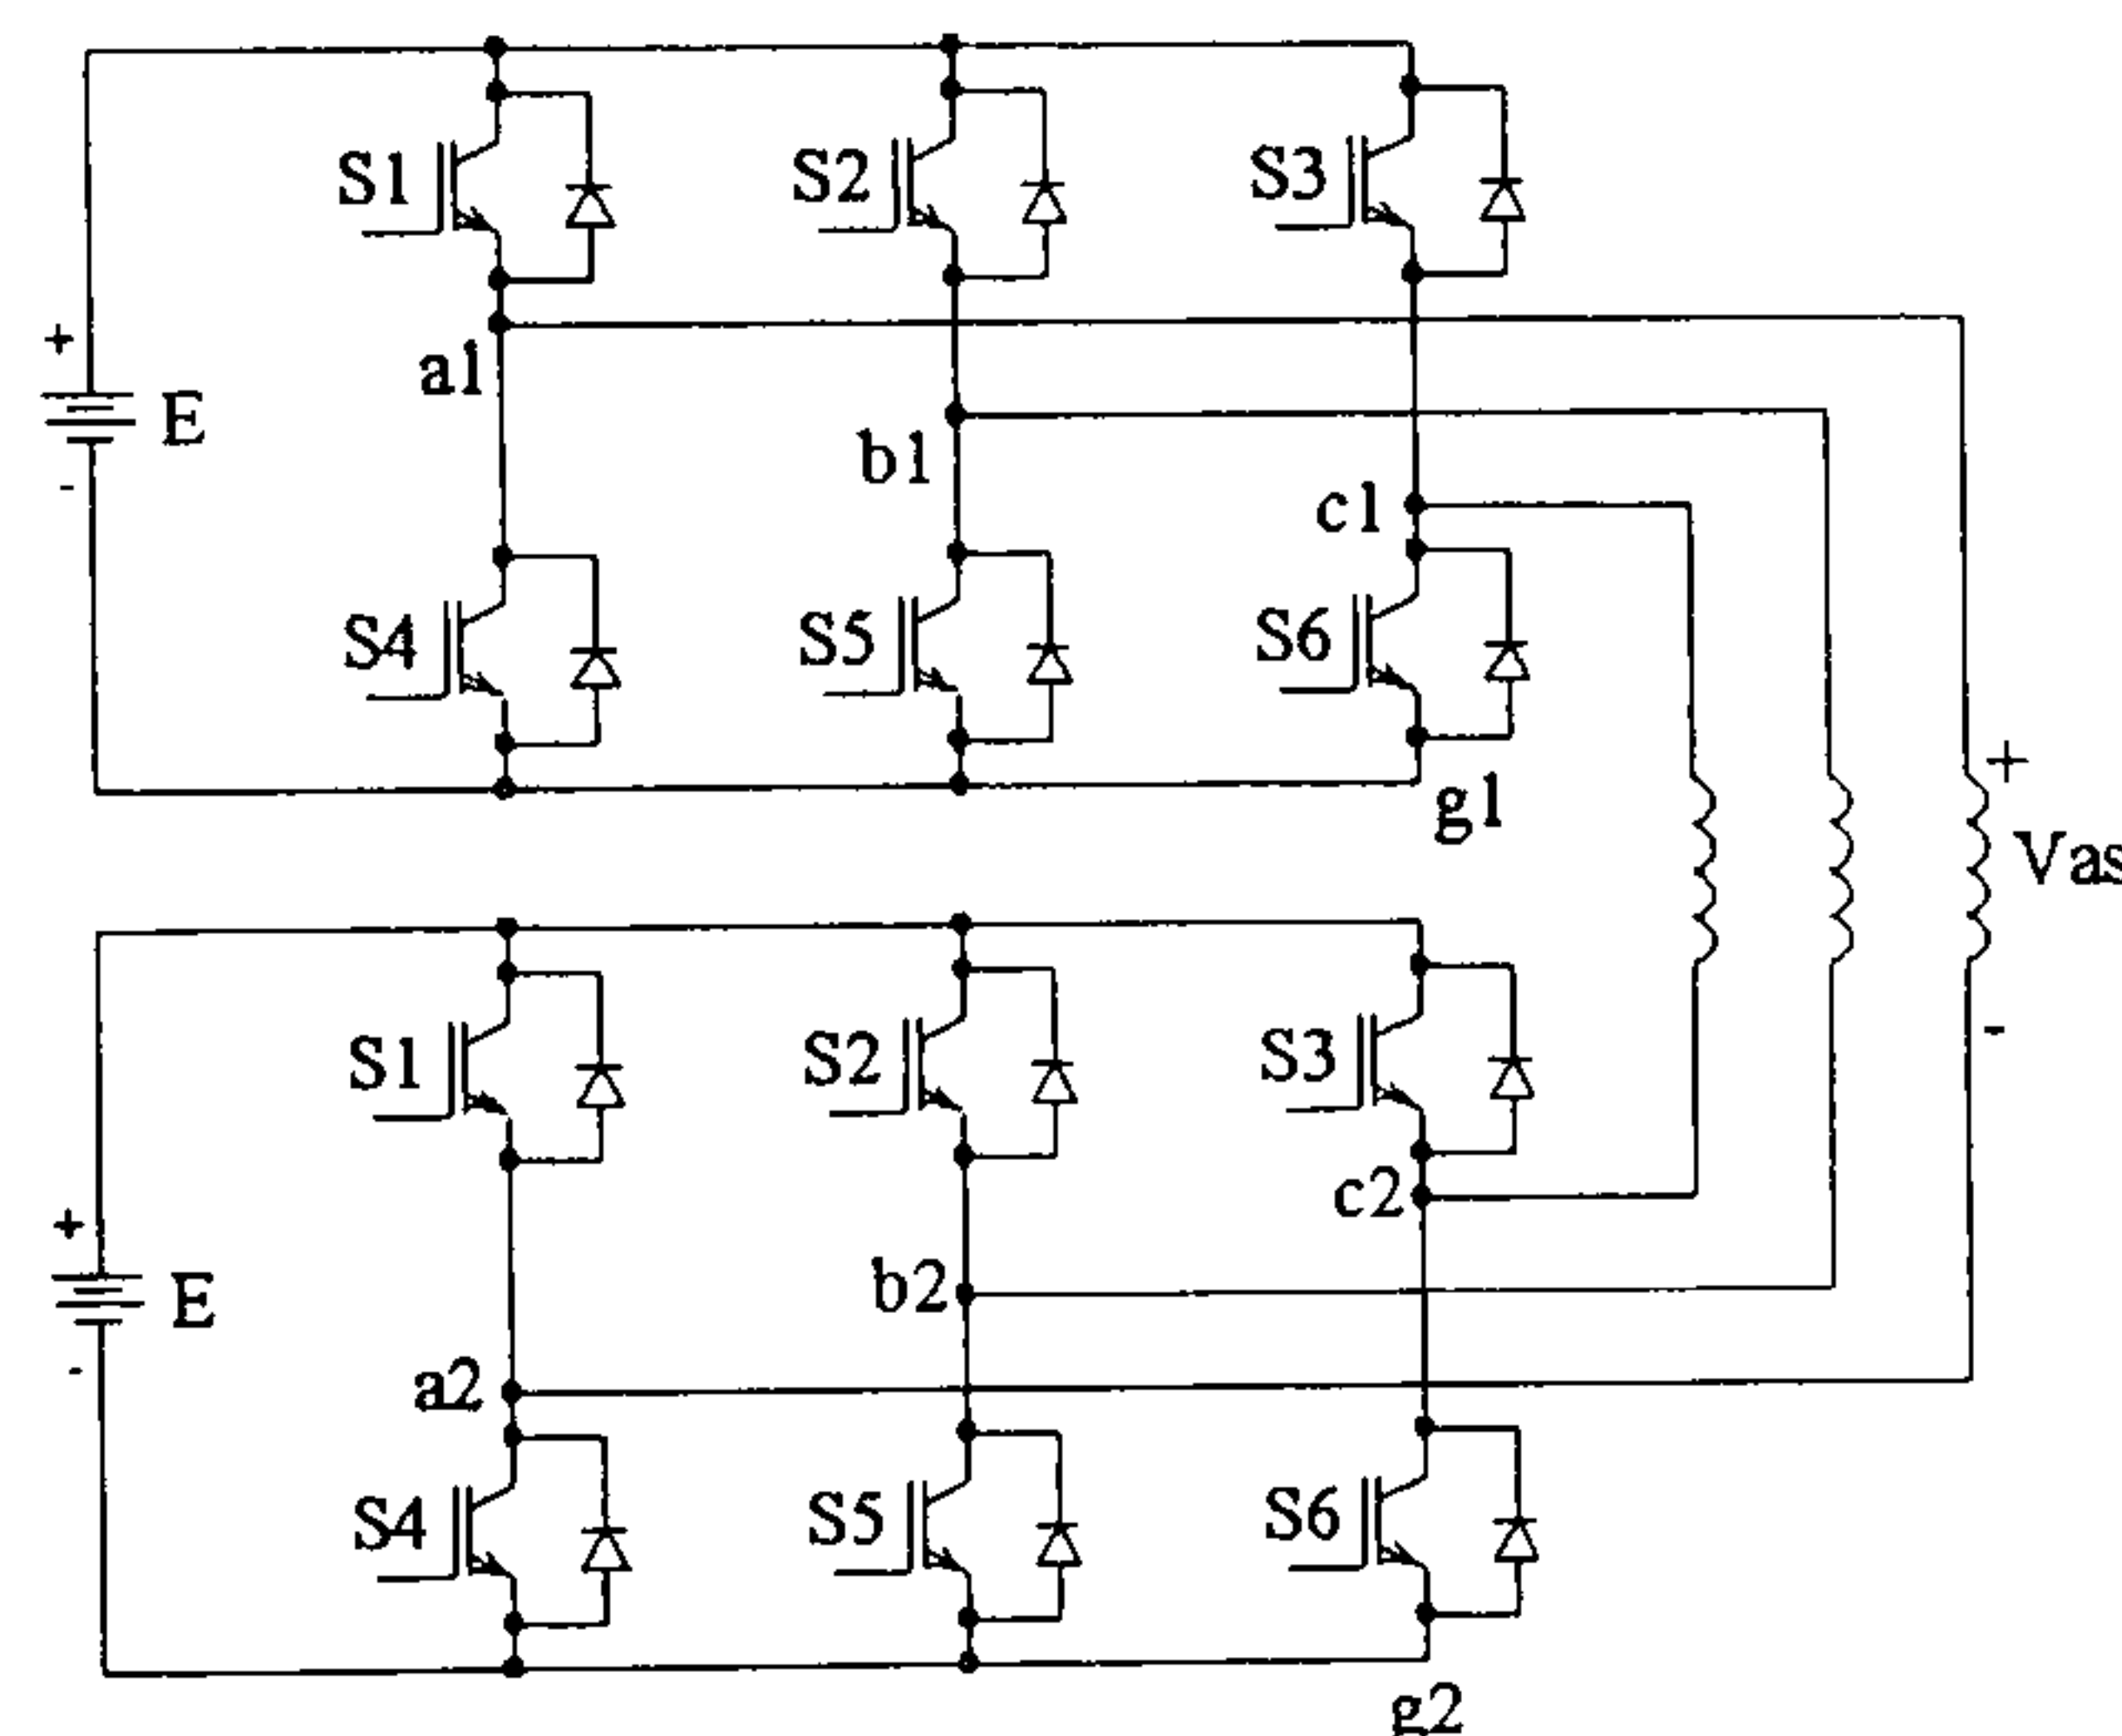 S1
S2
S3
+
a1
E
b1
-
c1
S4
S5
S6
+
g1
Vas
S1
S2
S3
-
c2
+
b2
E
-
a2
S4
S5
S6
g2